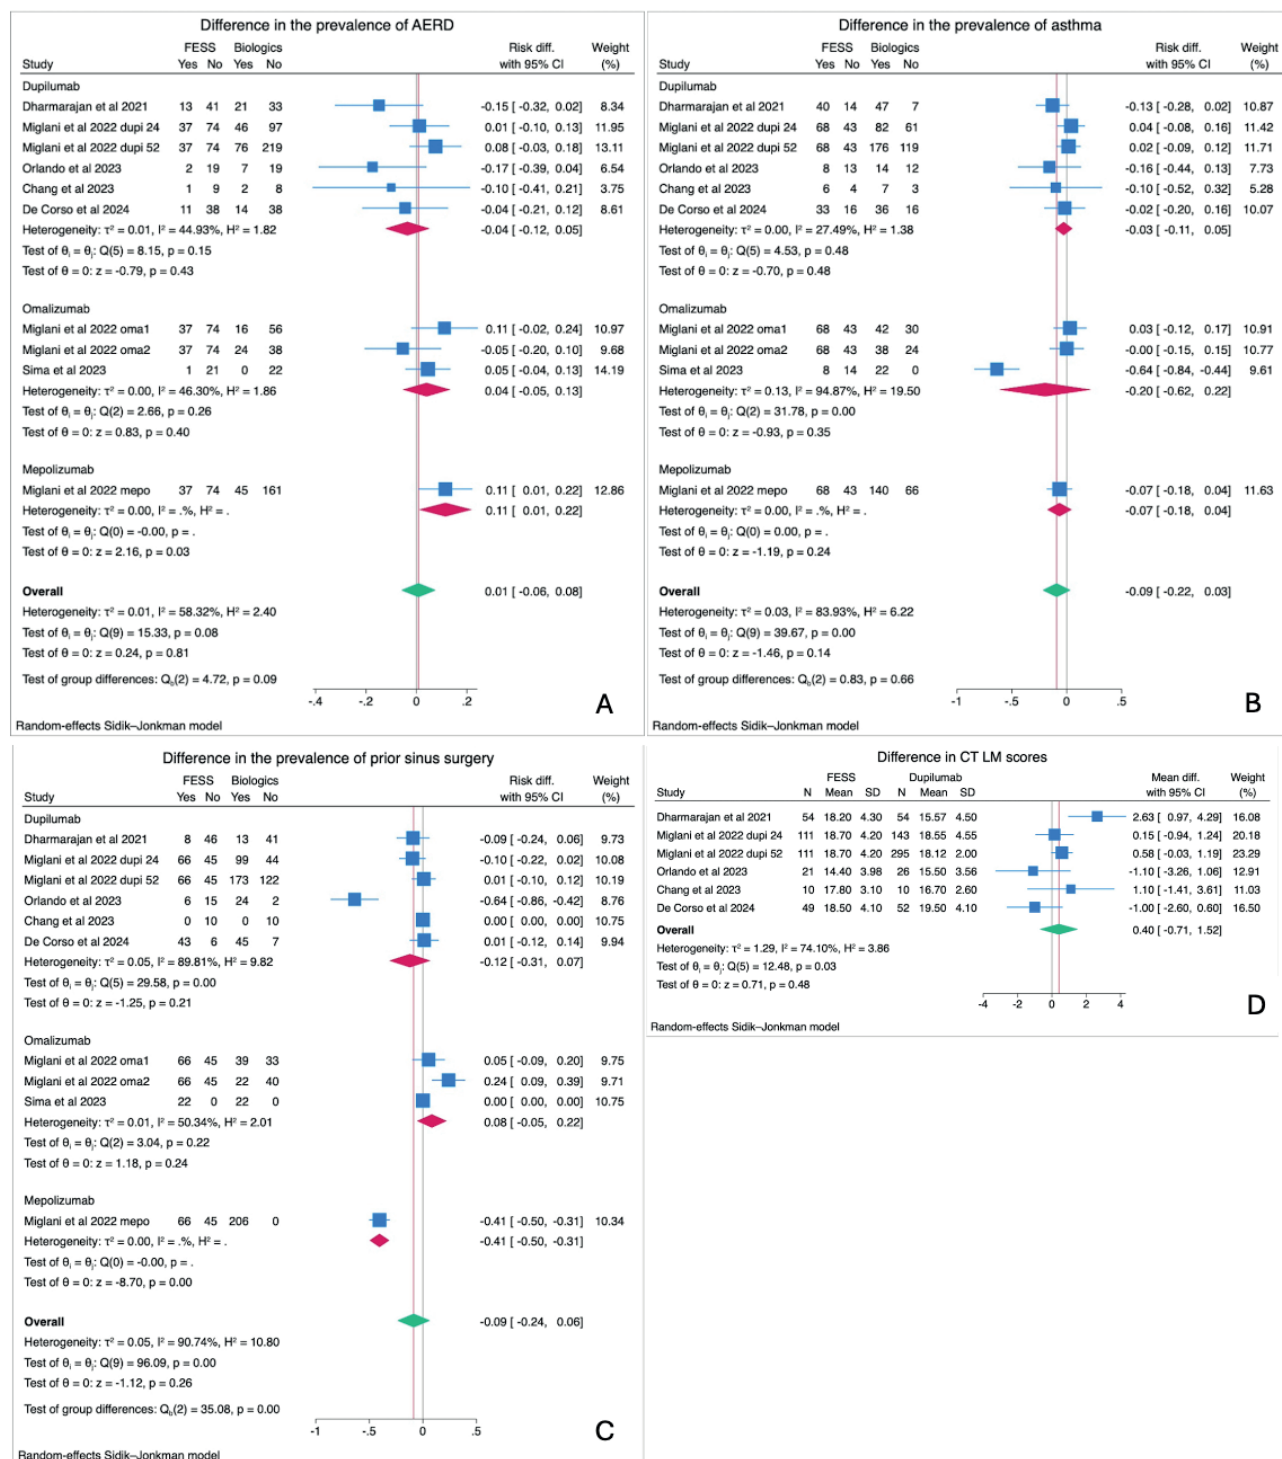 Difference in the prevalence of AERD
FESS Biologics Risk diff. Weight
Study Yes No Yes No with 95% CI (%)
Dupilumab
Dharmarajan et al 2021 13 41 21 33 -0.15 [ -0.32, 0.02] 8.34
Miglani et al 2022 dupi 24 37 74 46 97 0.01 [ -0.10, 0.13] 11.95
Miglani et al 2022 dupi 52 37 74 76 219 0.08 [ -0.03, 0.18] 13.11
Orlando et al 2023 2 19 7 19 -0.17 [ -0.39, 0.04] 6.54
Chang et al 2023 1 9 2 8 -0.10 [ -0.41, 0.21] 3.75
De Corso et al 2024 11 38 14 38 -0.04 [ -0.21, 0.12] 8.61
Heterogeneity: τ² = 0.01, I² = 44.93%, H² = 1.82 -0.04 [ -0.12, 0.05]
Test of θᵢ = θⱼ: Q(5) = 8.15, p = 0.15
Test of θ = 0: z = -0.79, p = 0.43
Omalizumab
Miglani et al 2022 oma1 37 74 16 56 0.11 [ -0.02, 0.24] 10.97
Miglani et al 2022 oma2 37 74 24 38 -0.05 [ -0.20, 0.10] 9.68
Sima et al 2023 1 21 0 22 0.05 [ -0.04, 0.13] 14.19
Heterogeneity: τ² = 0.00, I² = 46.30%, H² = 1.86 0.04 [ -0.05, 0.13]
Test of θᵢ = θⱼ: Q(2) = 2.66, p = 0.26
Test of θ = 0: z = 0.83, p = 0.40
Mepolizumab
Miglani et al 2022 mepo 37 74 45 161 0.11 [ 0.01, 0.22] 12.86
Heterogeneity: τ² = 0.00, I² = .%, H² = . 0.11 [ 0.01, 0.22]
Test of θᵢ = θⱼ: Q(0) = -0.00, p = .
Test of θ = 0: z = 2.16, p = 0.03
Overall 0.01 [ -0.06, 0.08]
Heterogeneity: τ² = 0.01, I² = 58.32%, H² = 2.40
Test of θᵢ = θⱼ: Q(9) = 15.33, p = 0.08
Test of θ = 0: z = 0.24, p = 0.81
Test of group differences: Q_b(2) = 4.72, p = 0.09
-.4 -.2 0 .2
A
Random-effects Sidik–Jonkman model
Difference in the prevalence of asthma
FESS Biologics Risk diff. Weight
Study Yes No Yes No with 95% CI (%)
Dupilumab
Dharmarajan et al 2021 40 14 47 7 -0.13 [ -0.28, 0.02] 10.87
Miglani et al 2022 dupi 24 68 43 82 61 0.04 [ -0.08, 0.16] 11.42
Miglani et al 2022 dupi 52 68 43 176 119 0.02 [ -0.09, 0.12] 11.71
Orlando et al 2023 8 13 14 12 -0.16 [ -0.44, 0.13] 7.73
Chang et al 2023 6 4 7 3 -0.10 [ -0.52, 0.32] 5.28
De Corso et al 2024 33 16 36 16 -0.02 [ -0.20, 0.16] 10.07
Heterogeneity: τ² = 0.00, I² = 27.49%, H² = 1.38 -0.03 [ -0.11, 0.05]
Test of θᵢ = θⱼ: Q(5) = 4.53, p = 0.48
Test of θ = 0: z = -0.70, p = 0.48
Omalizumab
Miglani et al 2022 oma1 68 43 42 30 0.03 [ -0.12, 0.17] 10.91
Miglani et al 2022 oma2 68 43 38 24 -0.00 [ -0.15, 0.15] 10.77
Sima et al 2023 8 14 22 0 -0.64 [ -0.84, -0.44] 9.61
Heterogeneity: τ² = 0.13, I² = 94.87%, H² = 19.50 -0.20 [ -0.62, 0.22]
Test of θᵢ = θⱼ: Q(2) = 31.78, p = 0.00
Test of θ = 0: z = -0.93, p = 0.35
Mepolizumab
Miglani et al 2022 mepo 68 43 140 66 -0.07 [ -0.18, 0.04] 11.63
Heterogeneity: τ² = 0.00, I² = .%, H² = . -0.07 [ -0.18, 0.04]
Test of θᵢ = θⱼ: Q(0) = 0.00, p = .
Test of θ = 0: z = -1.19, p = 0.24
Overall -0.09 [ -0.22, 0.03]
Heterogeneity: τ² = 0.03, I² = 83.93%, H² = 6.22
Test of θᵢ = θⱼ: Q(9) = 39.67, p = 0.00
Test of θ = 0: z = -1.46, p = 0.14
Test of group differences: Q_b(2) = 0.83, p = 0.66
-1 -.5 0 .5
B
Random-effects Sidik–Jonkman model
Difference in the prevalence of prior sinus surgery
FESS Biologics Risk diff. Weight
Study Yes No Yes No with 95% CI (%)
Dupilumab
Dharmarajan et al 2021 8 46 13 41 -0.09 [ -0.24, 0.06] 9.73
Miglani et al 2022 dupi 24 66 45 99 44 -0.10 [ -0.22, 0.02] 10.08
Miglani et al 2022 dupi 52 66 45 173 122 0.01 [ -0.10, 0.12] 10.19
Orlando et al 2023 6 15 24 2 -0.64 [ -0.86, -0.42] 8.76
Chang et al 2023 0 10 0 10 0.00 [ 0.00, 0.00] 10.75
De Corso et al 2024 43 6 45 7 0.01 [ -0.12, 0.14] 9.94
Heterogeneity: τ² = 0.05, I² = 89.81%, H² = 9.82 -0.12 [ -0.31, 0.07]
Test of θᵢ = θⱼ: Q(5) = 29.58, p = 0.00
Test of θ = 0: z = -1.25, p = 0.21
Omalizumab
Miglani et al 2022 oma1 66 45 39 33 0.05 [ -0.09, 0.20] 9.75
Miglani et al 2022 oma2 66 45 22 40 0.24 [ 0.09, 0.39] 9.71
Sima et al 2023 22 0 22 0 0.00 [ 0.00, 0.00] 10.75
Heterogeneity: τ² = 0.01, I² = 50.34%, H² = 2.01 0.08 [ -0.05, 0.22]
Test of θᵢ = θⱼ: Q(2) = 3.04, p = 0.22
Test of θ = 0: z = 1.18, p = 0.24
Mepolizumab
Miglani et al 2022 mepo 66 45 206 0 -0.41 [ -0.50, -0.31] 10.34
Heterogeneity: τ² = 0.00, I² = .%, H² = . -0.41 [ -0.50, -0.31]
Test of θᵢ = θⱼ: Q(0) = -0.00, p = .
Test of θ = 0: z = -8.70, p = 0.00
Overall -0.09 [ -0.24, 0.06]
Heterogeneity: τ² = 0.05, I² = 90.74%, H² = 10.80
Test of θᵢ = θⱼ: Q(9) = 96.09, p = 0.00
Test of θ = 0: z = -1.12, p = 0.26
Test of group differences: Q_b(2) = 35.08, p = 0.00
-1 -.5 0 .5
C
Random-effects Sidik–Jonkman model
Difference in CT LM scores
FESS Dupilumab Mean diff. Weight
Study N Mean SD N Mean SD with 95% CI (%)
Dharmarajan et al 2021 54 18.20 4.30 54 15.57 4.50 2.63 [ 0.97, 4.29] 16.08
Miglani et al 2022 dupi 24 111 18.70 4.20 143 18.55 4.55 0.15 [ -0.94, 1.24] 20.18
Miglani et al 2022 dupi 52 111 18.70 4.20 295 18.12 2.00 0.58 [ -0.03, 1.19] 23.29
Orlando et al 2023 21 14.40 3.98 26 15.50 3.56 -1.10 [ -3.26, 1.06] 12.91
Chang et al 2023 10 17.80 3.10 10 16.70 2.60 1.10 [ -1.41, 3.61] 11.03
De Corso et al 2024 49 18.50 4.10 52 19.50 4.10 -1.00 [ -2.60, 0.60] 16.50
Overall 0.40 [ -0.71, 1.52]
Heterogeneity: τ² = 1.29, I² = 74.10%, H² = 3.86
Test of θᵢ = θⱼ: Q(5) = 12.48, p = 0.03
Test of θ = 0: z = 0.71, p = 0.48
-4 -2 0 2 4
D
Random-effects Sidik–Jonkman model